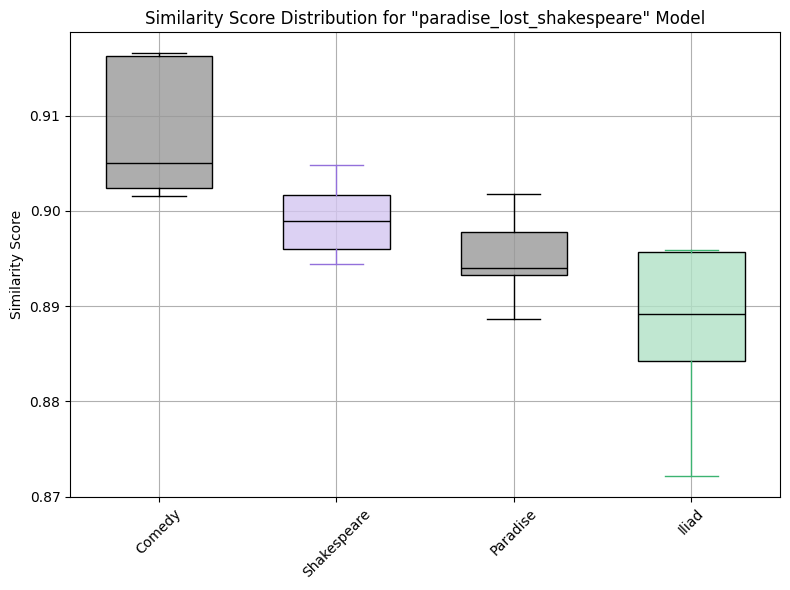 Similarity Score Distribution for "paradise_lost_shakespeare" Model
Similarity Score
0.91
0.90
0.89
0.88
0.87
Comedy
Shakespeare
Paradise
Iliad